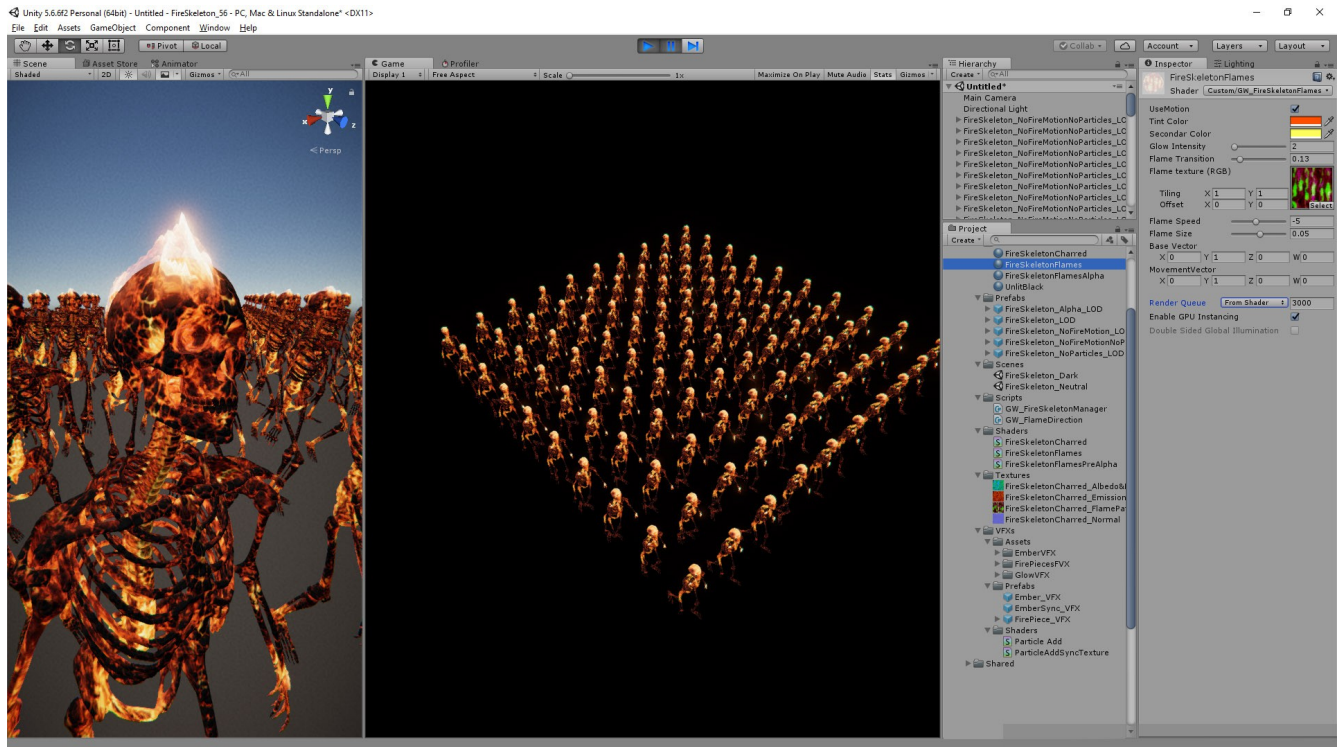 Unity 5.6.6f2 Personal (64bit) - Untitled - FireSkeleton_56 - PC, Mac & Linux Standalone* <DX11>
File Edit Assets GameObject Component Window Help
Pivot Local
Collab
Account
Layers
Layout
Scene Asset Store Animator
Shaded 2D Gizmos All
y
x
z
Persp
Game Profiler
Display 1 Free Aspect Scale 1x Maximize On Play Mute Audio Stats Gizmos
Hierarchy
Create All
Untitled*
Main Camera
Directional Light
FireSkeleton_NoFireMotionNoParticles_LO
FireSkeleton_NoFireMotionNoParticles_LO
FireSkeleton_NoFireMotionNoParticles_LO
FireSkeleton_NoFireMotionNoParticles_LO
FireSkeleton_NoFireMotionNoParticles_LO
FireSkeleton_NoFireMotionNoParticles_LO
FireSkeleton_NoFireMotionNoParticles_LO
FireSkeleton_NoFireMotionNoParticles_LO
FireSkeleton_NoFireMotionNoParticles_LO
Project
Create
FireSkeletonCharred
FireSkeletonFlames
FireSkeletonFlamesAlpha
UnlitBlack
Prefabs
FireSkeleton_Alpha_LOD
FireSkeleton_LOD
FireSkeleton_NoFireMotion_LO
FireSkeleton_NoFireMotionNoP
FireSkeleton_NoParticles_LOD
Scenes
FireSkeleton_Dark
FireSkeleton_Neutral
Scripts
GW_FireSkeletonManager
GW_FlameDirection
Shaders
FireSkeletonCharred
FireSkeletonFlames
FireSkeletonFlamesPreAlpha
Textures
FireSkeletonCharred_Albedo&
FireSkeletonCharred_Emission
FireSkeletonCharred_FlamePa
FireSkeletonCharred_Normal
VFXs
Assets
EmberVFX
FirePiecesFVX
GlowVFX
Prefabs
Ember_VFX
EmberSync_VFX
FirePiece_VFX
Shaders
Particle Add
ParticleAddSyncTexture
Shared
Inspector Lighting
FireSkeletonFlames
Shader Custom/GW_FireSkeletonFlames
UseMotion
Tint Color
Secondar Color
Glow Intensity 2
Flame Transition 0.13
Flame texture (RGB)
Tiling X 1 Y 1
Offset X 0 Y 0 Select
Flame Speed -5
Flame Size 0.05
Base Vector
X 0 Y 1 Z 0 W 0
MovementVector
X 0 Y 1 Z 0 W 0
Render Queue From Shader 3000
Enable GPU Instancing
Double Sided Global Illumination